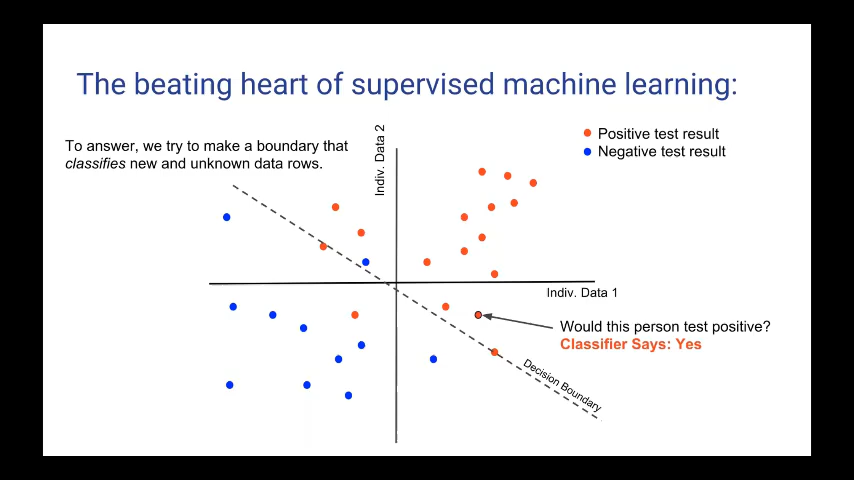 The beating heart of supervised machine learning:
To answer, we try to make a boundary that
classifies new and unknown data rows.
Indiv. Data 2
Positive test result
Negative test result
Indiv. Data 1
Would this person test positive?
Classifier Says: Yes
Decision Boundary